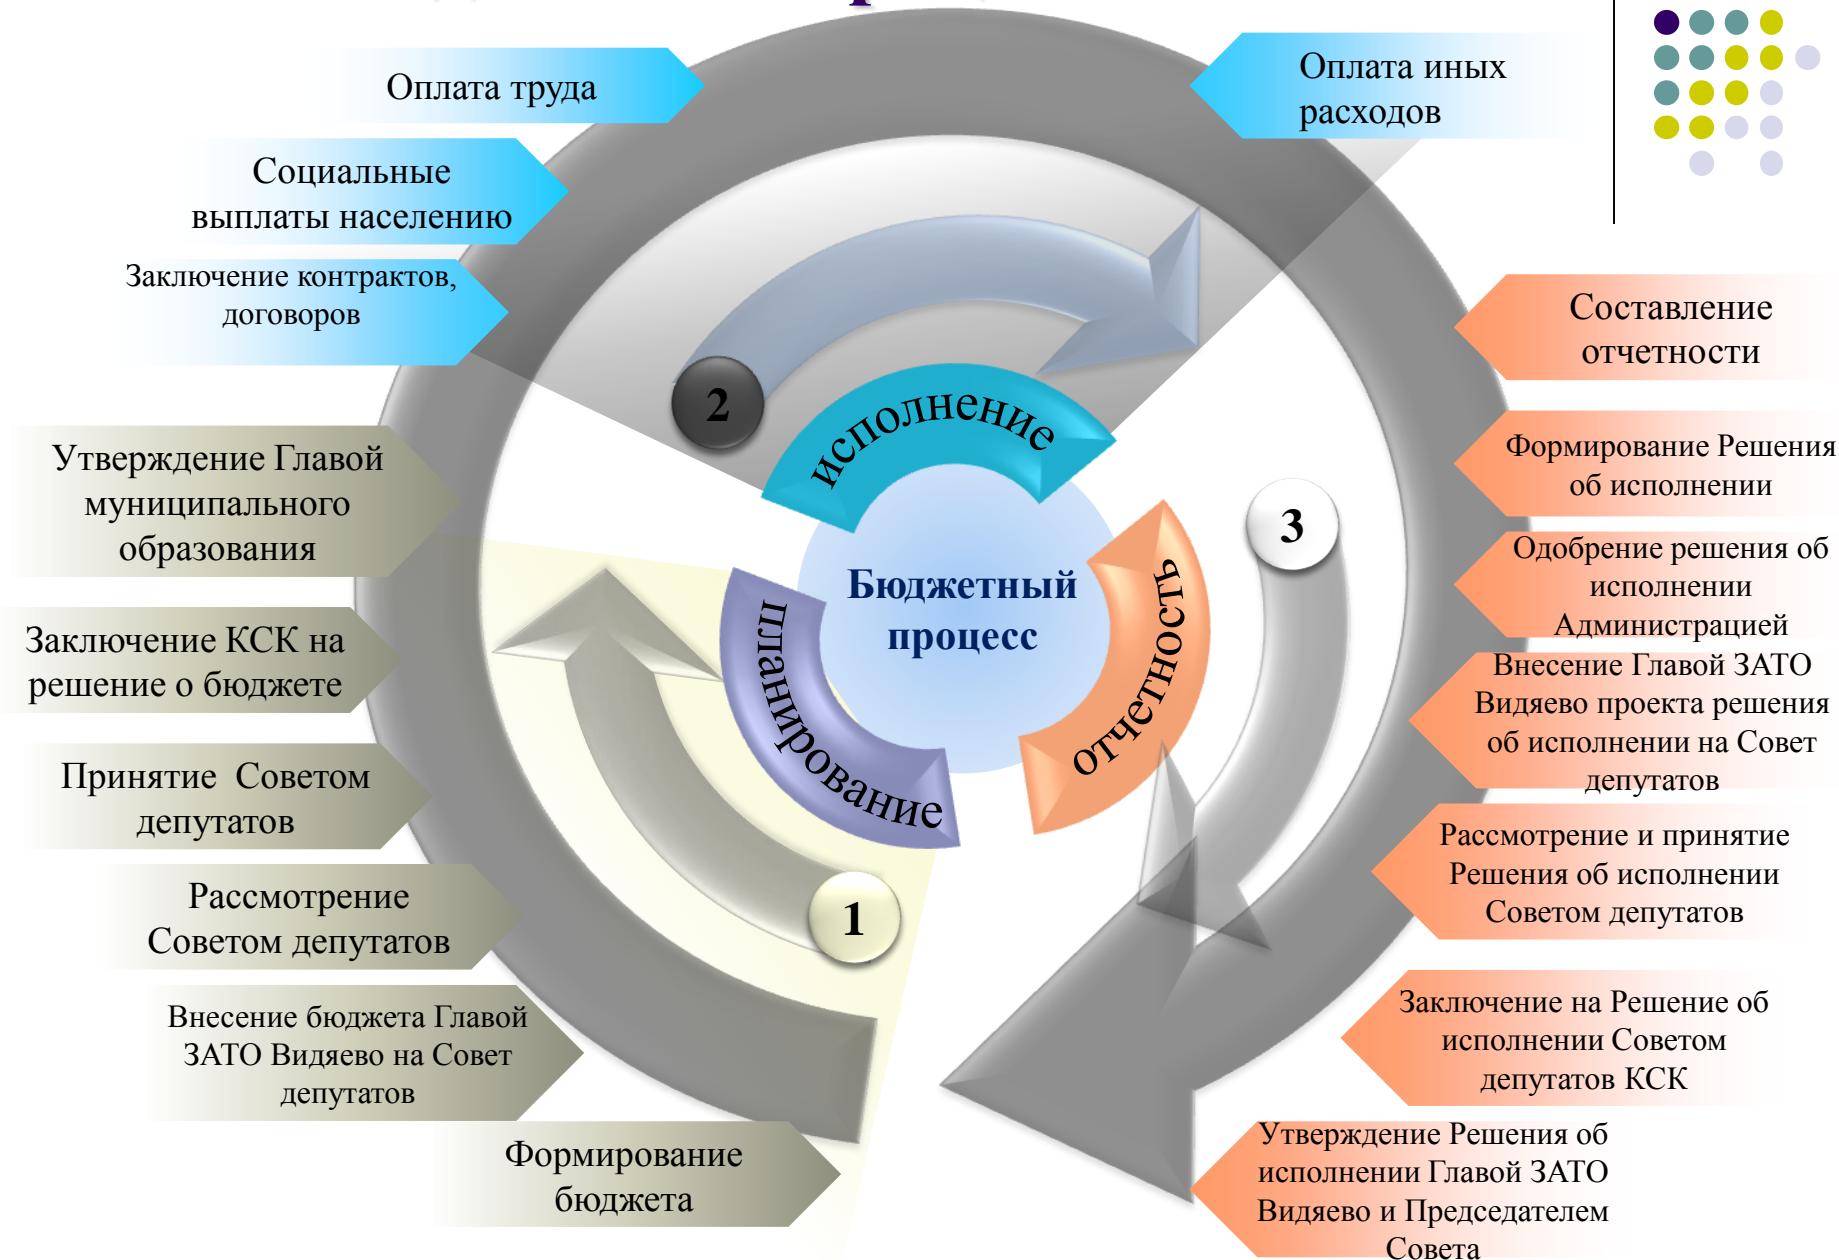 Оплата труда
Оплата иных
расходов
Социальные
выплаты населению
Заключение контрактов,
договоров
Утверждение Главой
муниципального
образования
Заключение КСК на
решение о бюджете
Принятие  Советом
депутатов
Рассмотрение
Советом депутатов
Внесение бюджета Главой
ЗАТО Видяево на Совет
депутатов
Формирование
бюджета
2
исполнение
3
Бюджетный
процесс
отчетность
планирование
1
Составление
отчетности
Формирование Решения
об исполнении
Одобрение решения об
исполнении
Администрацией
Внесение Главой ЗАТО
Видяево проекта решения
об исполнении на Совет
депутатов
Рассмотрение и принятие
Решения об исполнении
Советом депутатов
Заключение на Решение об
исполнении Советом
депутатов КСК
Утверждение Решения об
исполнении Главой ЗАТО
Видяево и Председателем
Совета